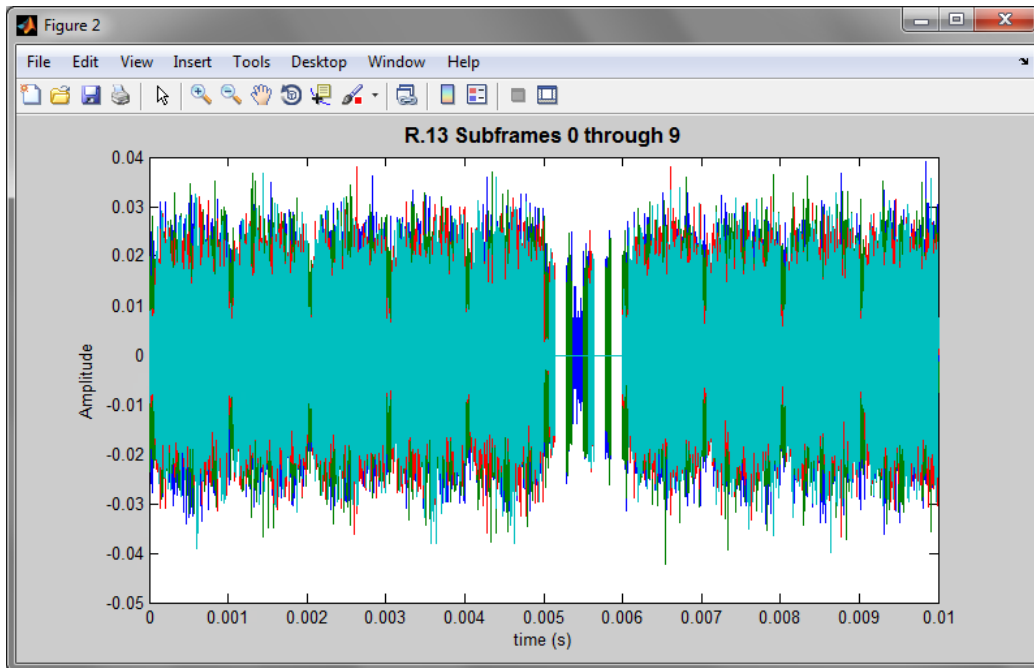 Figure 2
File Edit View Insert Tools Desktop Window Help
R.13 Subframes 0 through 9
0.04
0.03
0.02
0.01
0
-0.01
-0.02
-0.03
-0.04
-0.05
Amplitude
0 0.001 0.002 0.003 0.004 0.005 0.006 0.007 0.008 0.009 0.01
time (s)